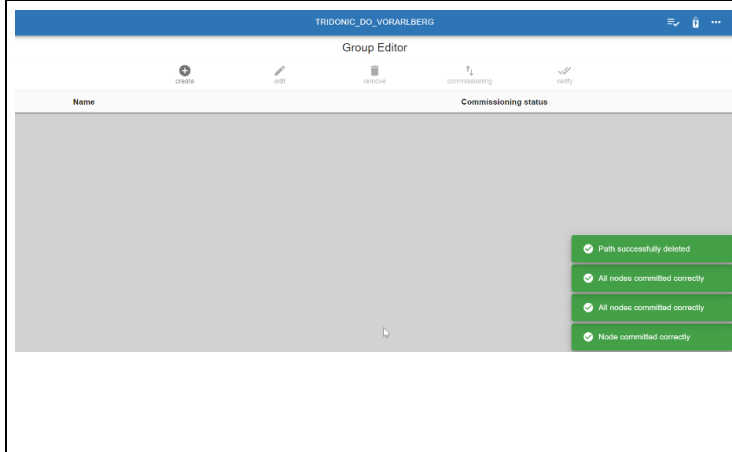 TRIDONIC_DO_VORARLBERG
Group Editor
create edit remove commissioning verify
Name Commissioning status
Path successfully deleted
All nodes committed correctly
All nodes committed correctly
Node committed correctly